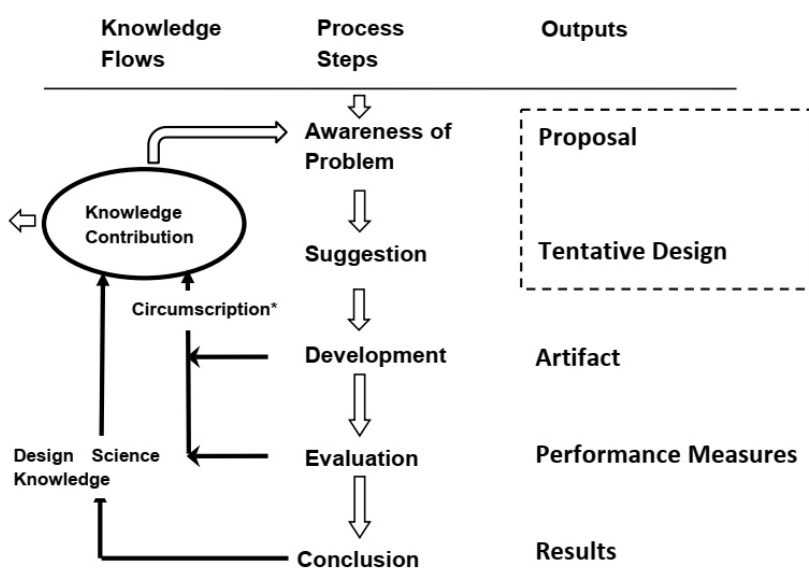 Knowledge Flows
Process Steps
Outputs
Awareness of Problem
Proposal
Knowledge Contribution
Suggestion
Tentative Design
Circumscription*
Development
Artifact
Design Science Knowledge
Evaluation
Performance Measures
Conclusion
Results